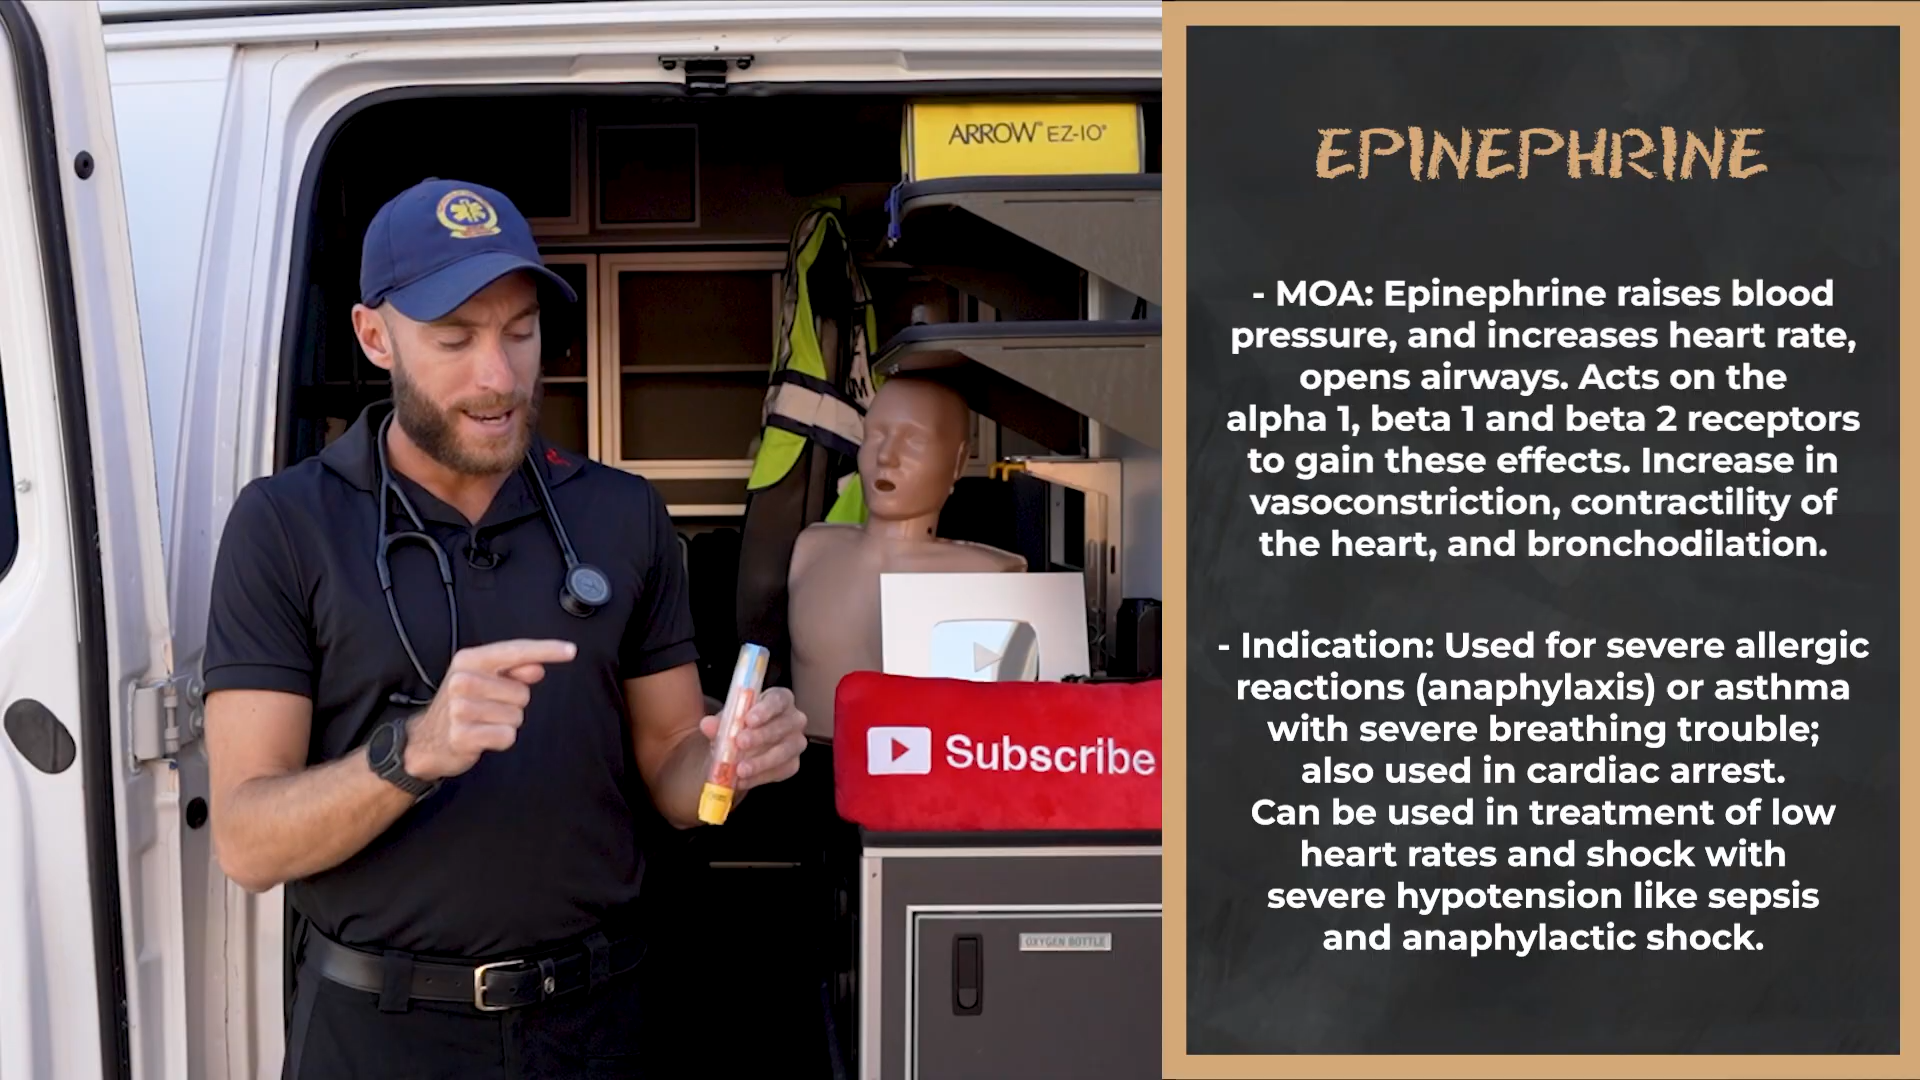 ARROW® EZ-IO®
Subscribe
OXYGEN BOTTLE
EPINEPHRINE
- MOA: Epinephrine raises blood
pressure, and increases heart rate,
opens airways. Acts on the
alpha 1, beta 1 and beta 2 receptors
to gain these effects. Increase in
vasoconstriction, contractility of
the heart, and bronchodilation.
- Indication: Used for severe allergic
reactions (anaphylaxis) or asthma
with severe breathing trouble;
also used in cardiac arrest.
Can be used in treatment of low
heart rates and shock with
severe hypotension like sepsis
and anaphylactic shock.